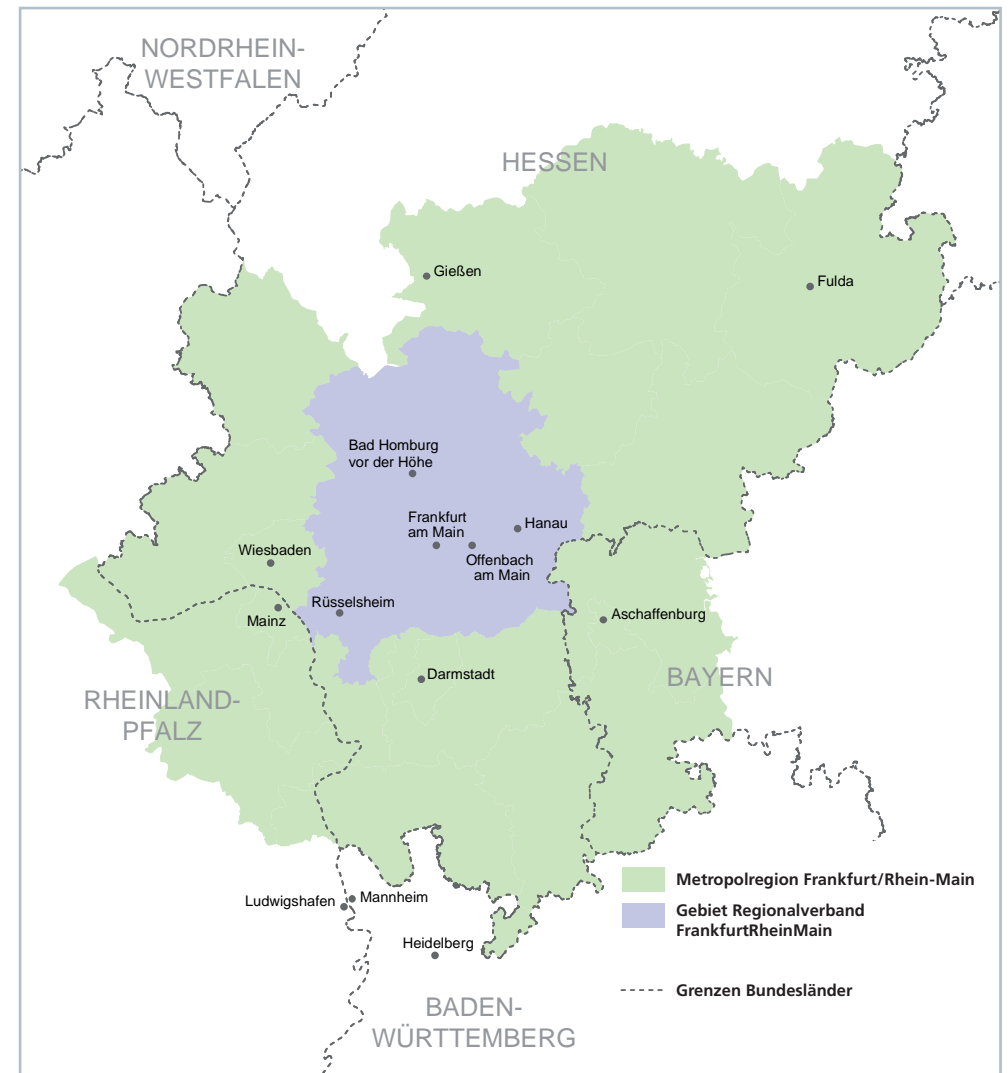 NORDRHEIN-
WESTFALEN
HESSEN
Gießen
Fulda
Bad Homburg
vor der Höhe
Frankfurt
am Main
Hanau
Offenbach
am Main
Wiesbaden
Rüsselsheim
Mainz
Aschaffenburg
Darmstadt
BAYERN
RHEINLAND-
PFALZ
Ludwigshafen
Mannheim
Heidelberg
BADEN-
WÜRTTEMBERG
Metropolregion Frankfurt/Rhein-Main
Gebiet Regionalverband
FrankfurtRheinMain
Grenzen Bundesländer